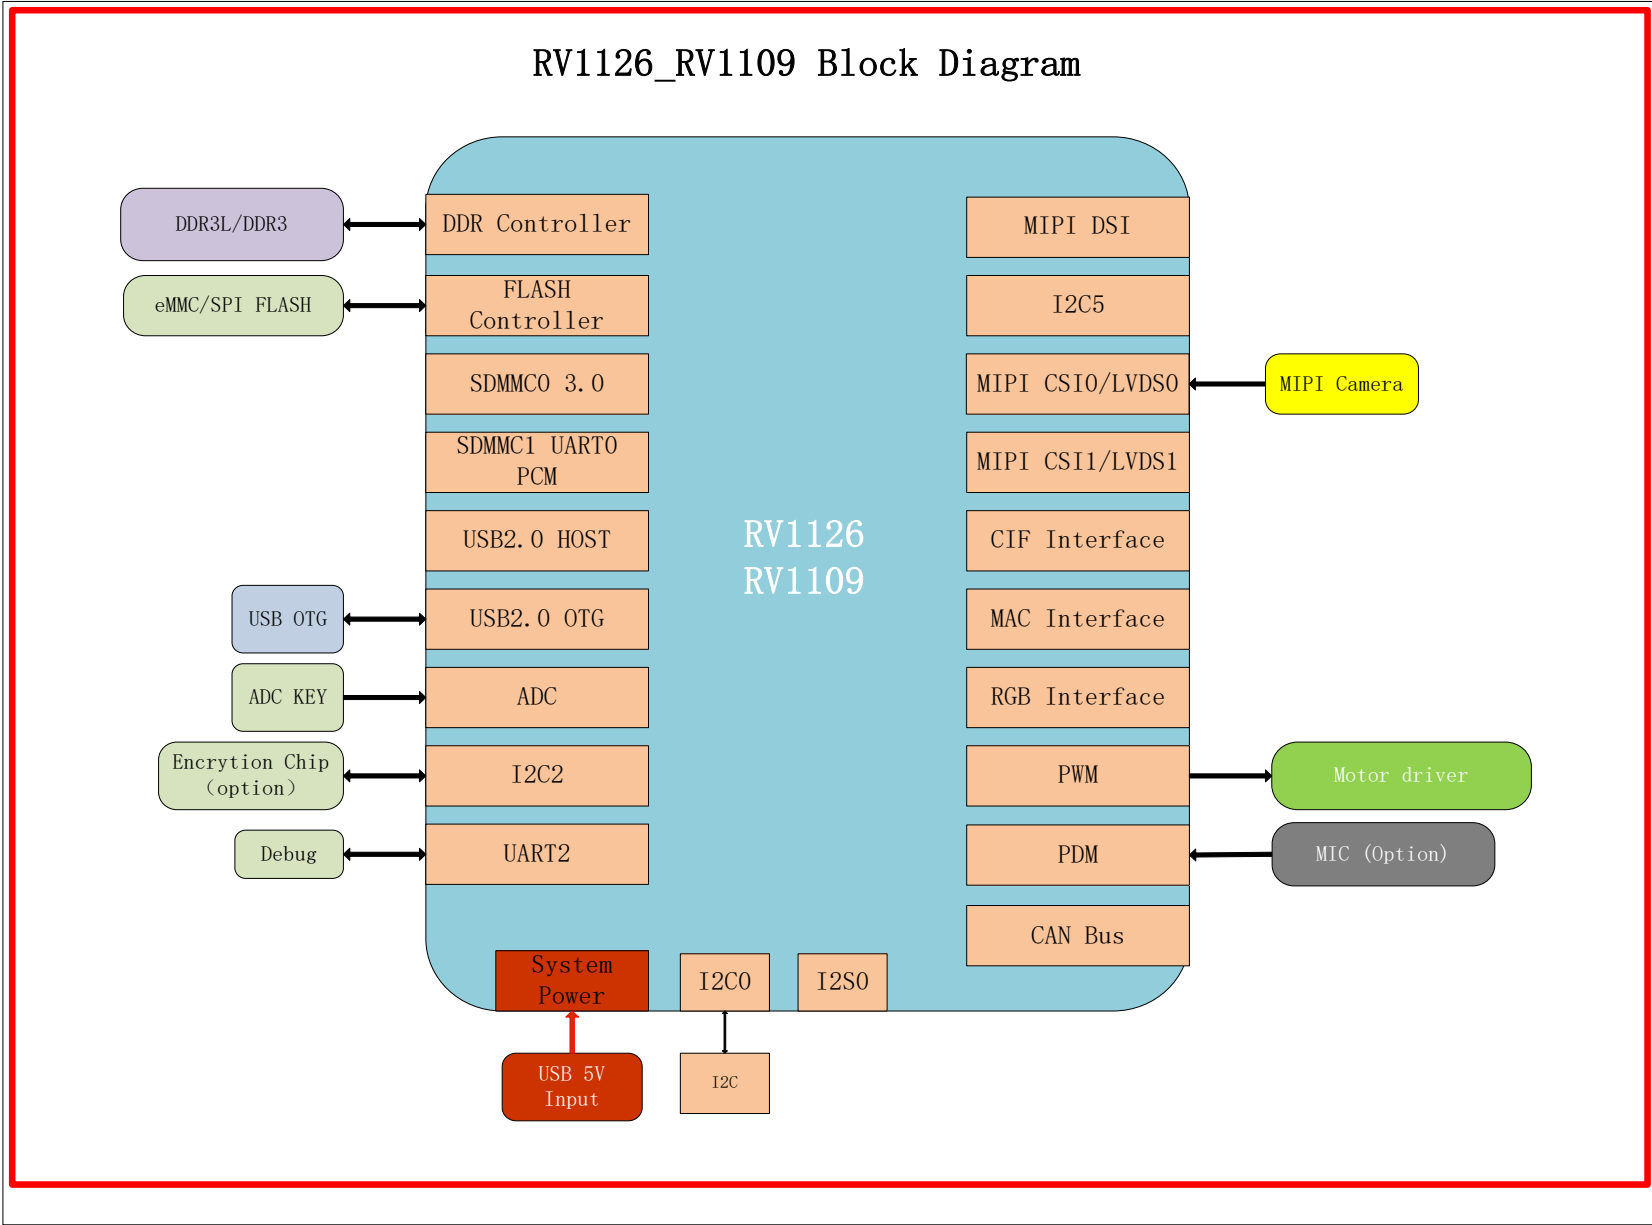 RV1126_RV1109 Block Diagram
DDR3L/DDR3
DDR Controller
MIPI DSI
eMMC/SPI FLASH
FLASH
Controller
I2C5
SDMMC0 3.0
MIPI CSI0/LVDS0
MIPI Camera
SDMMC1 UART0
PCM
MIPI CSI1/LVDS1
USB2.0 HOST
RV1126
RV1109
CIF Interface
USB OTG
USB2.0 OTG
MAC Interface
ADC KEY
ADC
RGB Interface
Encrytion Chip
（option）
I2C2
PWM
Motor driver
Debug
UART2
PDM
MIC (Option)
CAN Bus
System
Power
I2C0
I2S0
USB 5V
Input
I2C